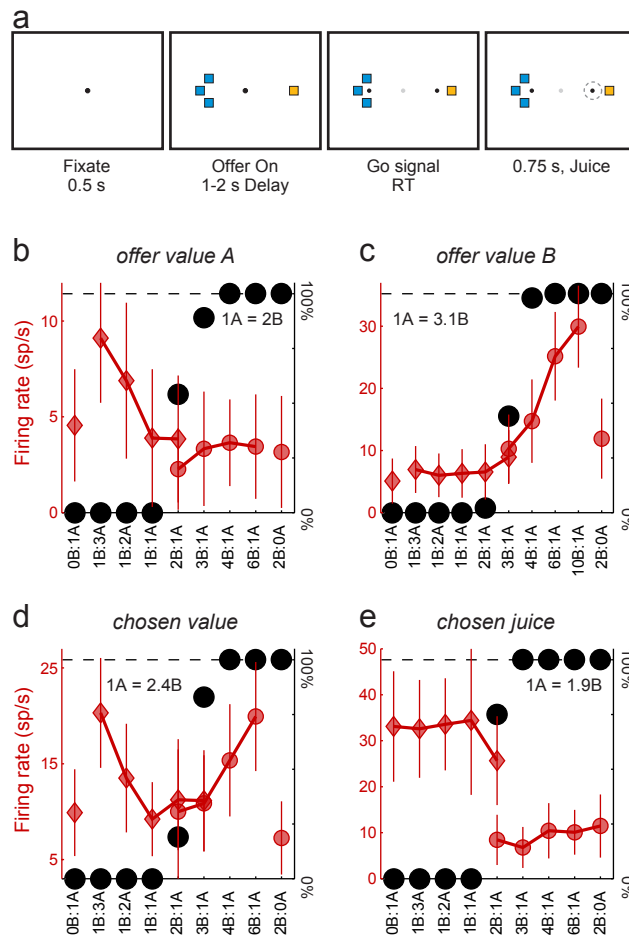 a
Fixate
0.5 s
Offer On
1-2 s Delay
Go signal
RT
0.75 s, Juice
b
offer value A
Firing rate (sp/s)
10
5
0
1A = 2B
100%
0%
0B:1A
1B:3A
1B:2A
1B:1A
2B:1A
3B:1A
4B:1A
6B:1A
2B:0A
c
offer value B
30
20
10
0
1A = 3.1B
100%
0%
0B:1A
1B:3A
1B:2A
1B:1A
2B:1A
3B:1A
4B:1A
6B:1A
10B:1A
2B:0A
d
chosen value
Firing rate (sp/s)
25
15
5
1A = 2.4B
100%
0%
0B:1A
1B:3A
1B:2A
1B:1A
2B:1A
3B:1A
4B:1A
6B:1A
2B:0A
e
chosen juice
50
40
30
20
10
0
1A = 1.9B
100%
0%
0B:1A
1B:3A
1B:2A
1B:1A
2B:1A
3B:1A
4B:1A
6B:1A
2B:0A